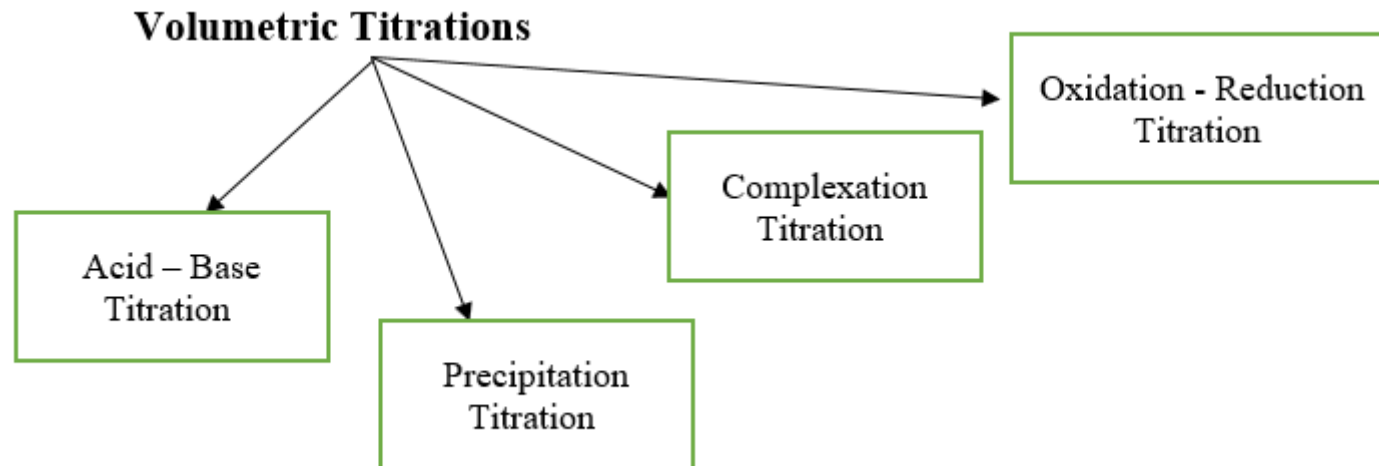 Volumetric Titrations
Oxidation - Reduction
Titration
Complexation
Titration
Acid – Base
Titration
Precipitation
Titration